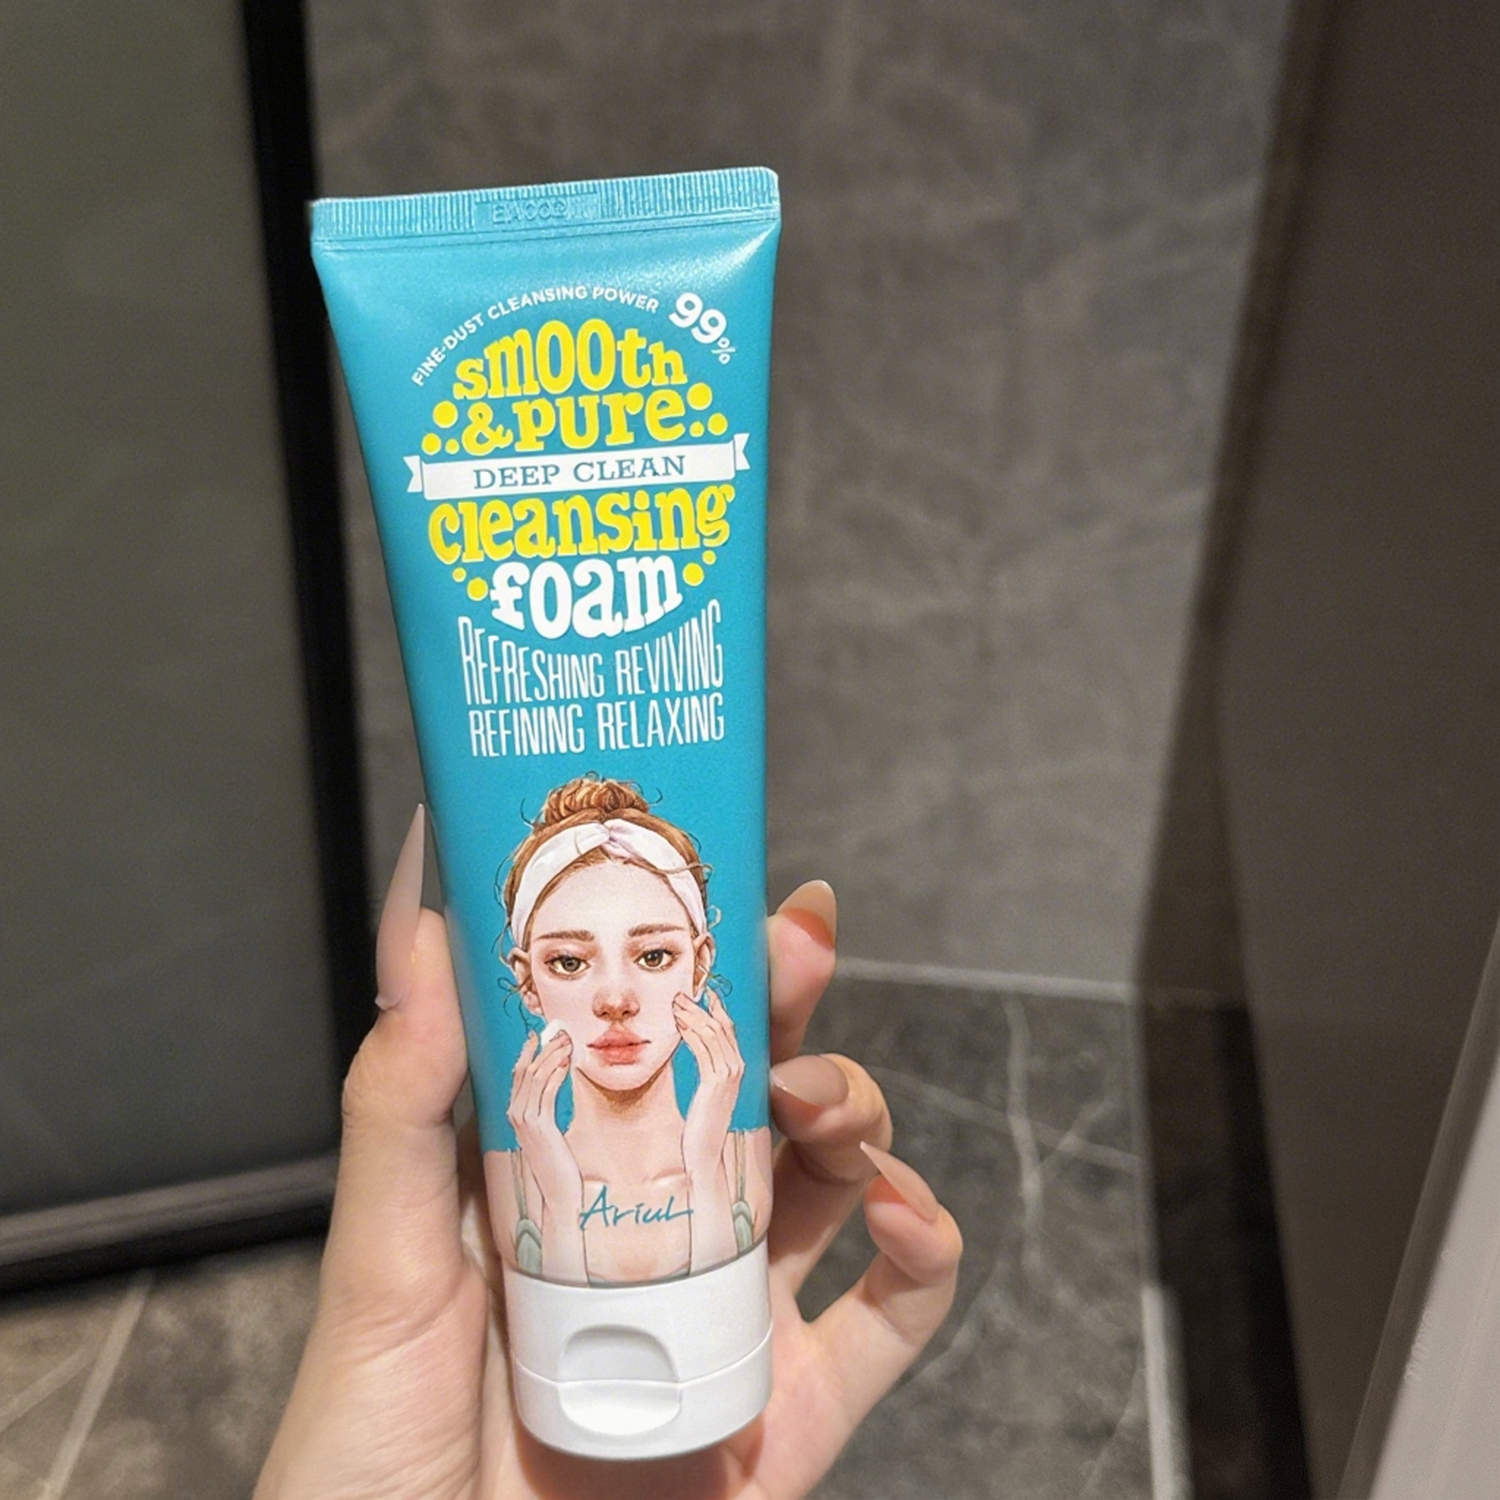 FINE-DUST CLEANSING POWER 99%
smooth
&pure
DEEP CLEAN
cleansing
foam
REFRESHING REVIVING
REFINING RELAXING
Ariul